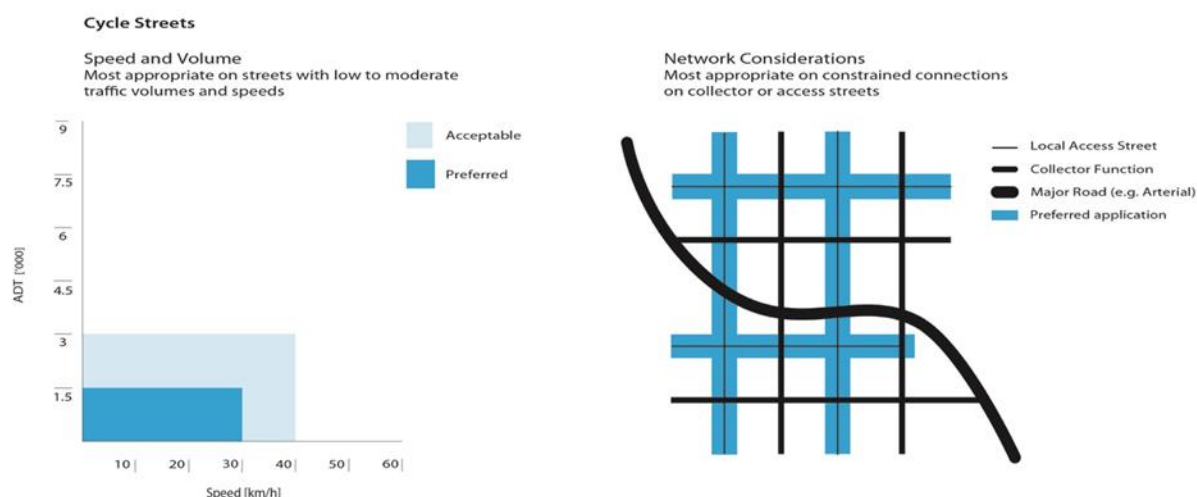 Cycle Streets
Speed and Volume
Most appropriate on streets with low to moderate
traffic volumes and speeds
9
7.5
6
4.5
3
1.5
ADT ['000]
10
20
30
40
50
60
Speed [km/h]
Acceptable
Preferred
Network Considerations
Most appropriate on constrained connections
on collector or access streets
Local Access Street
Collector Function
Major Road (e.g. Arterial)
Preferred application